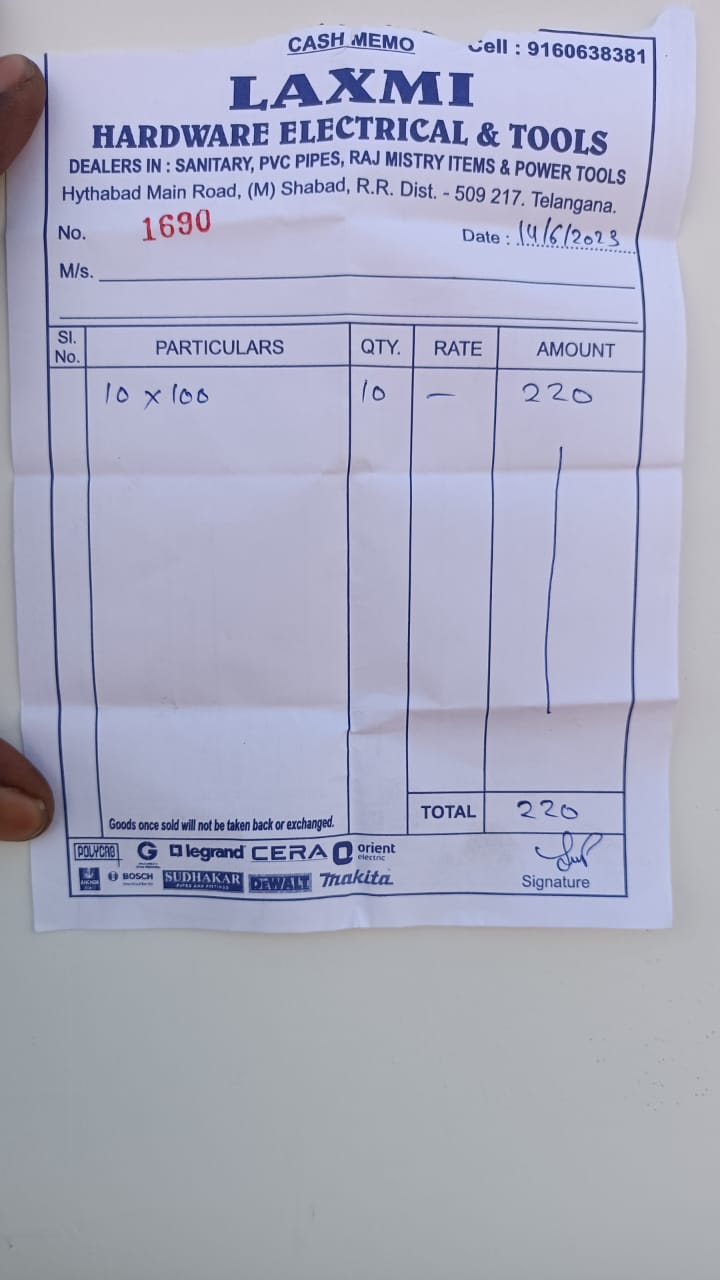 CASH MEMO Cell : 9160638381
LAXMI
HARDWARE ELECTRICAL & TOOLS
DEALERS IN : SANITARY, PVC PIPES, RAJ MISTRY ITEMS & POWER TOOLS
Hythabad Main Road, (M) Shabad, R.R. Dist. - 509 217. Telangana.
No. 1690 Date : 14/6/2023
M/s.
Sl. No. PARTICULARS QTY. RATE AMOUNT
10 x 100 10 — 220
TOTAL 220
Goods once sold will not be taken back or exchanged.
POLYCAB G legrand CERA orient electric
BOSCH SUDHAKAR DEWALT makita
Signature